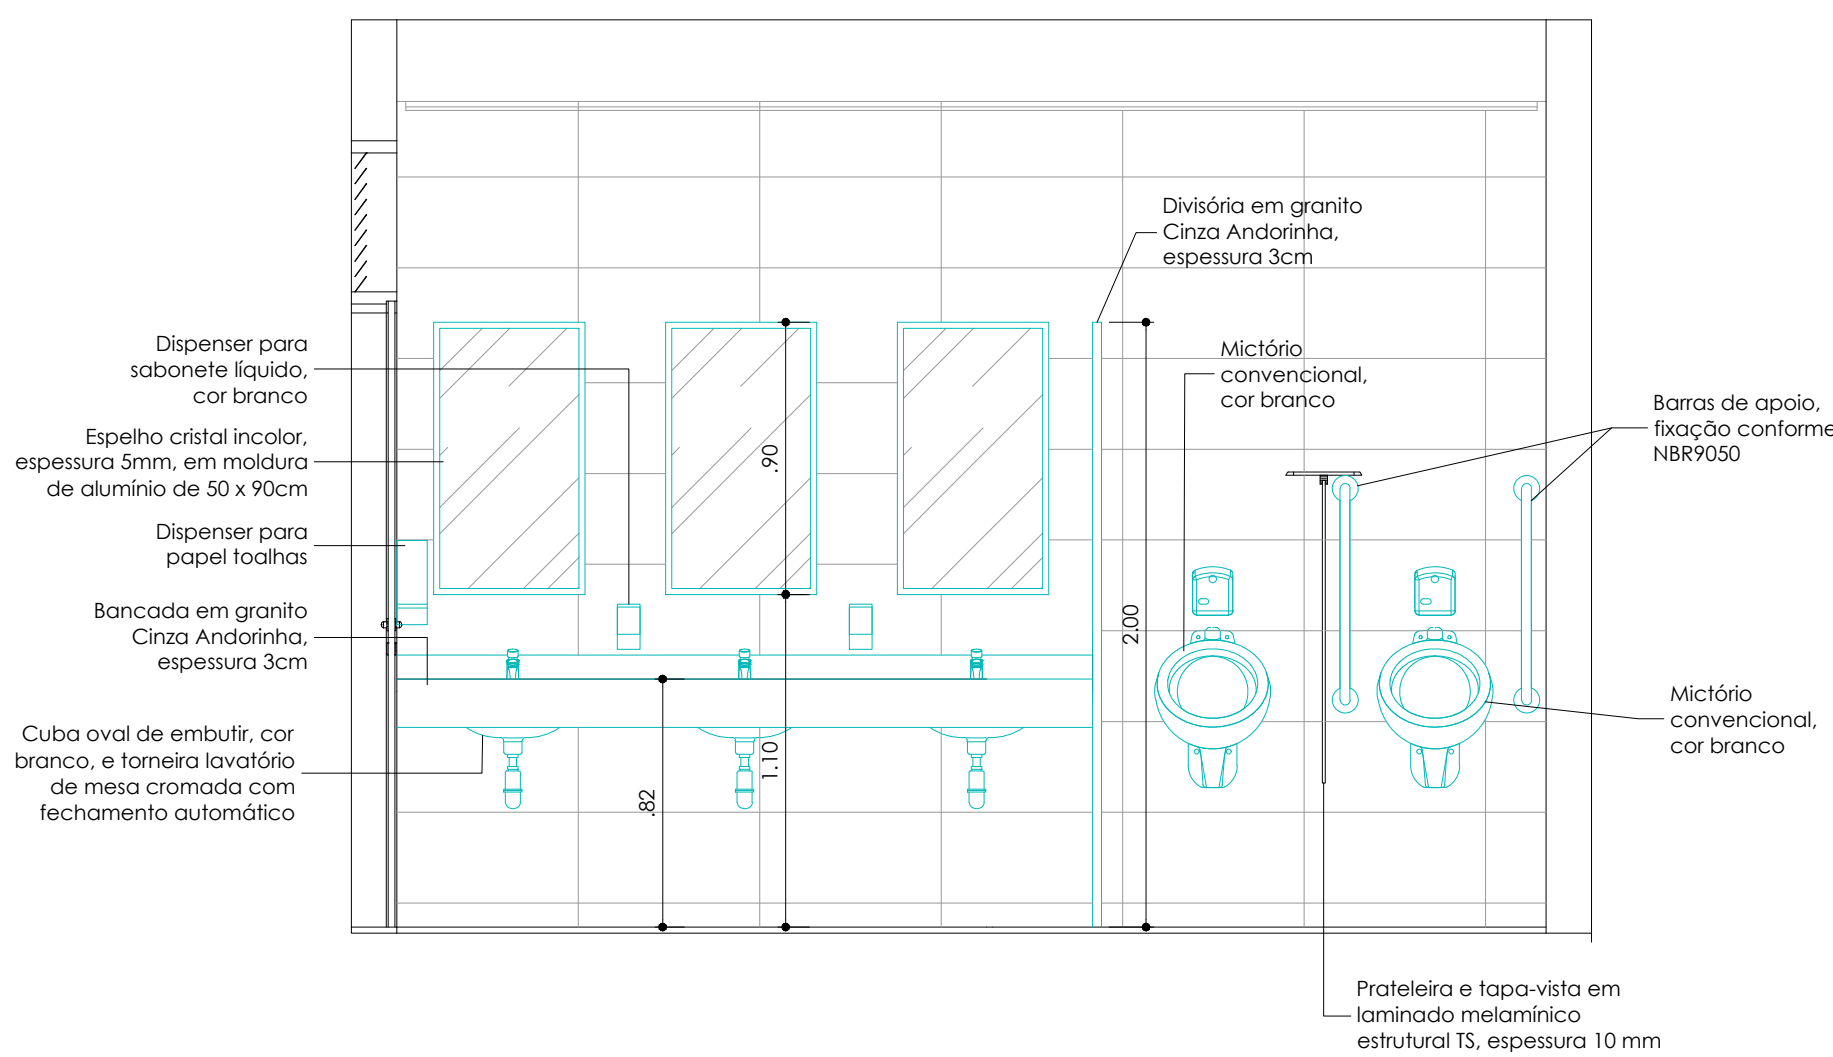 Divisória em granito
Cinza Andorinha,
espessura 3cm
Dispenser para
sabonete líquido,
cor branco
Espelho cristal incolor,
espessura 5mm, em moldura
de alumínio de 50 x 90cm
Dispenser para
papel toalhas
Bancada em granito
Cinza Andorinha,
espessura 3cm
Cuba oval de embutir, cor
branco, e torneira lavatório
de mesa cromada com
fechamento automático
.90
1.10
.82
2.00
Mictório
convencional,
cor branco
Barras de apoio,
fixação conforme
NBR9050
Mictório
convencional,
cor branco
Prateleira e tapa-vista em
laminado melamínico
estrutural TS, espessura 10 mm